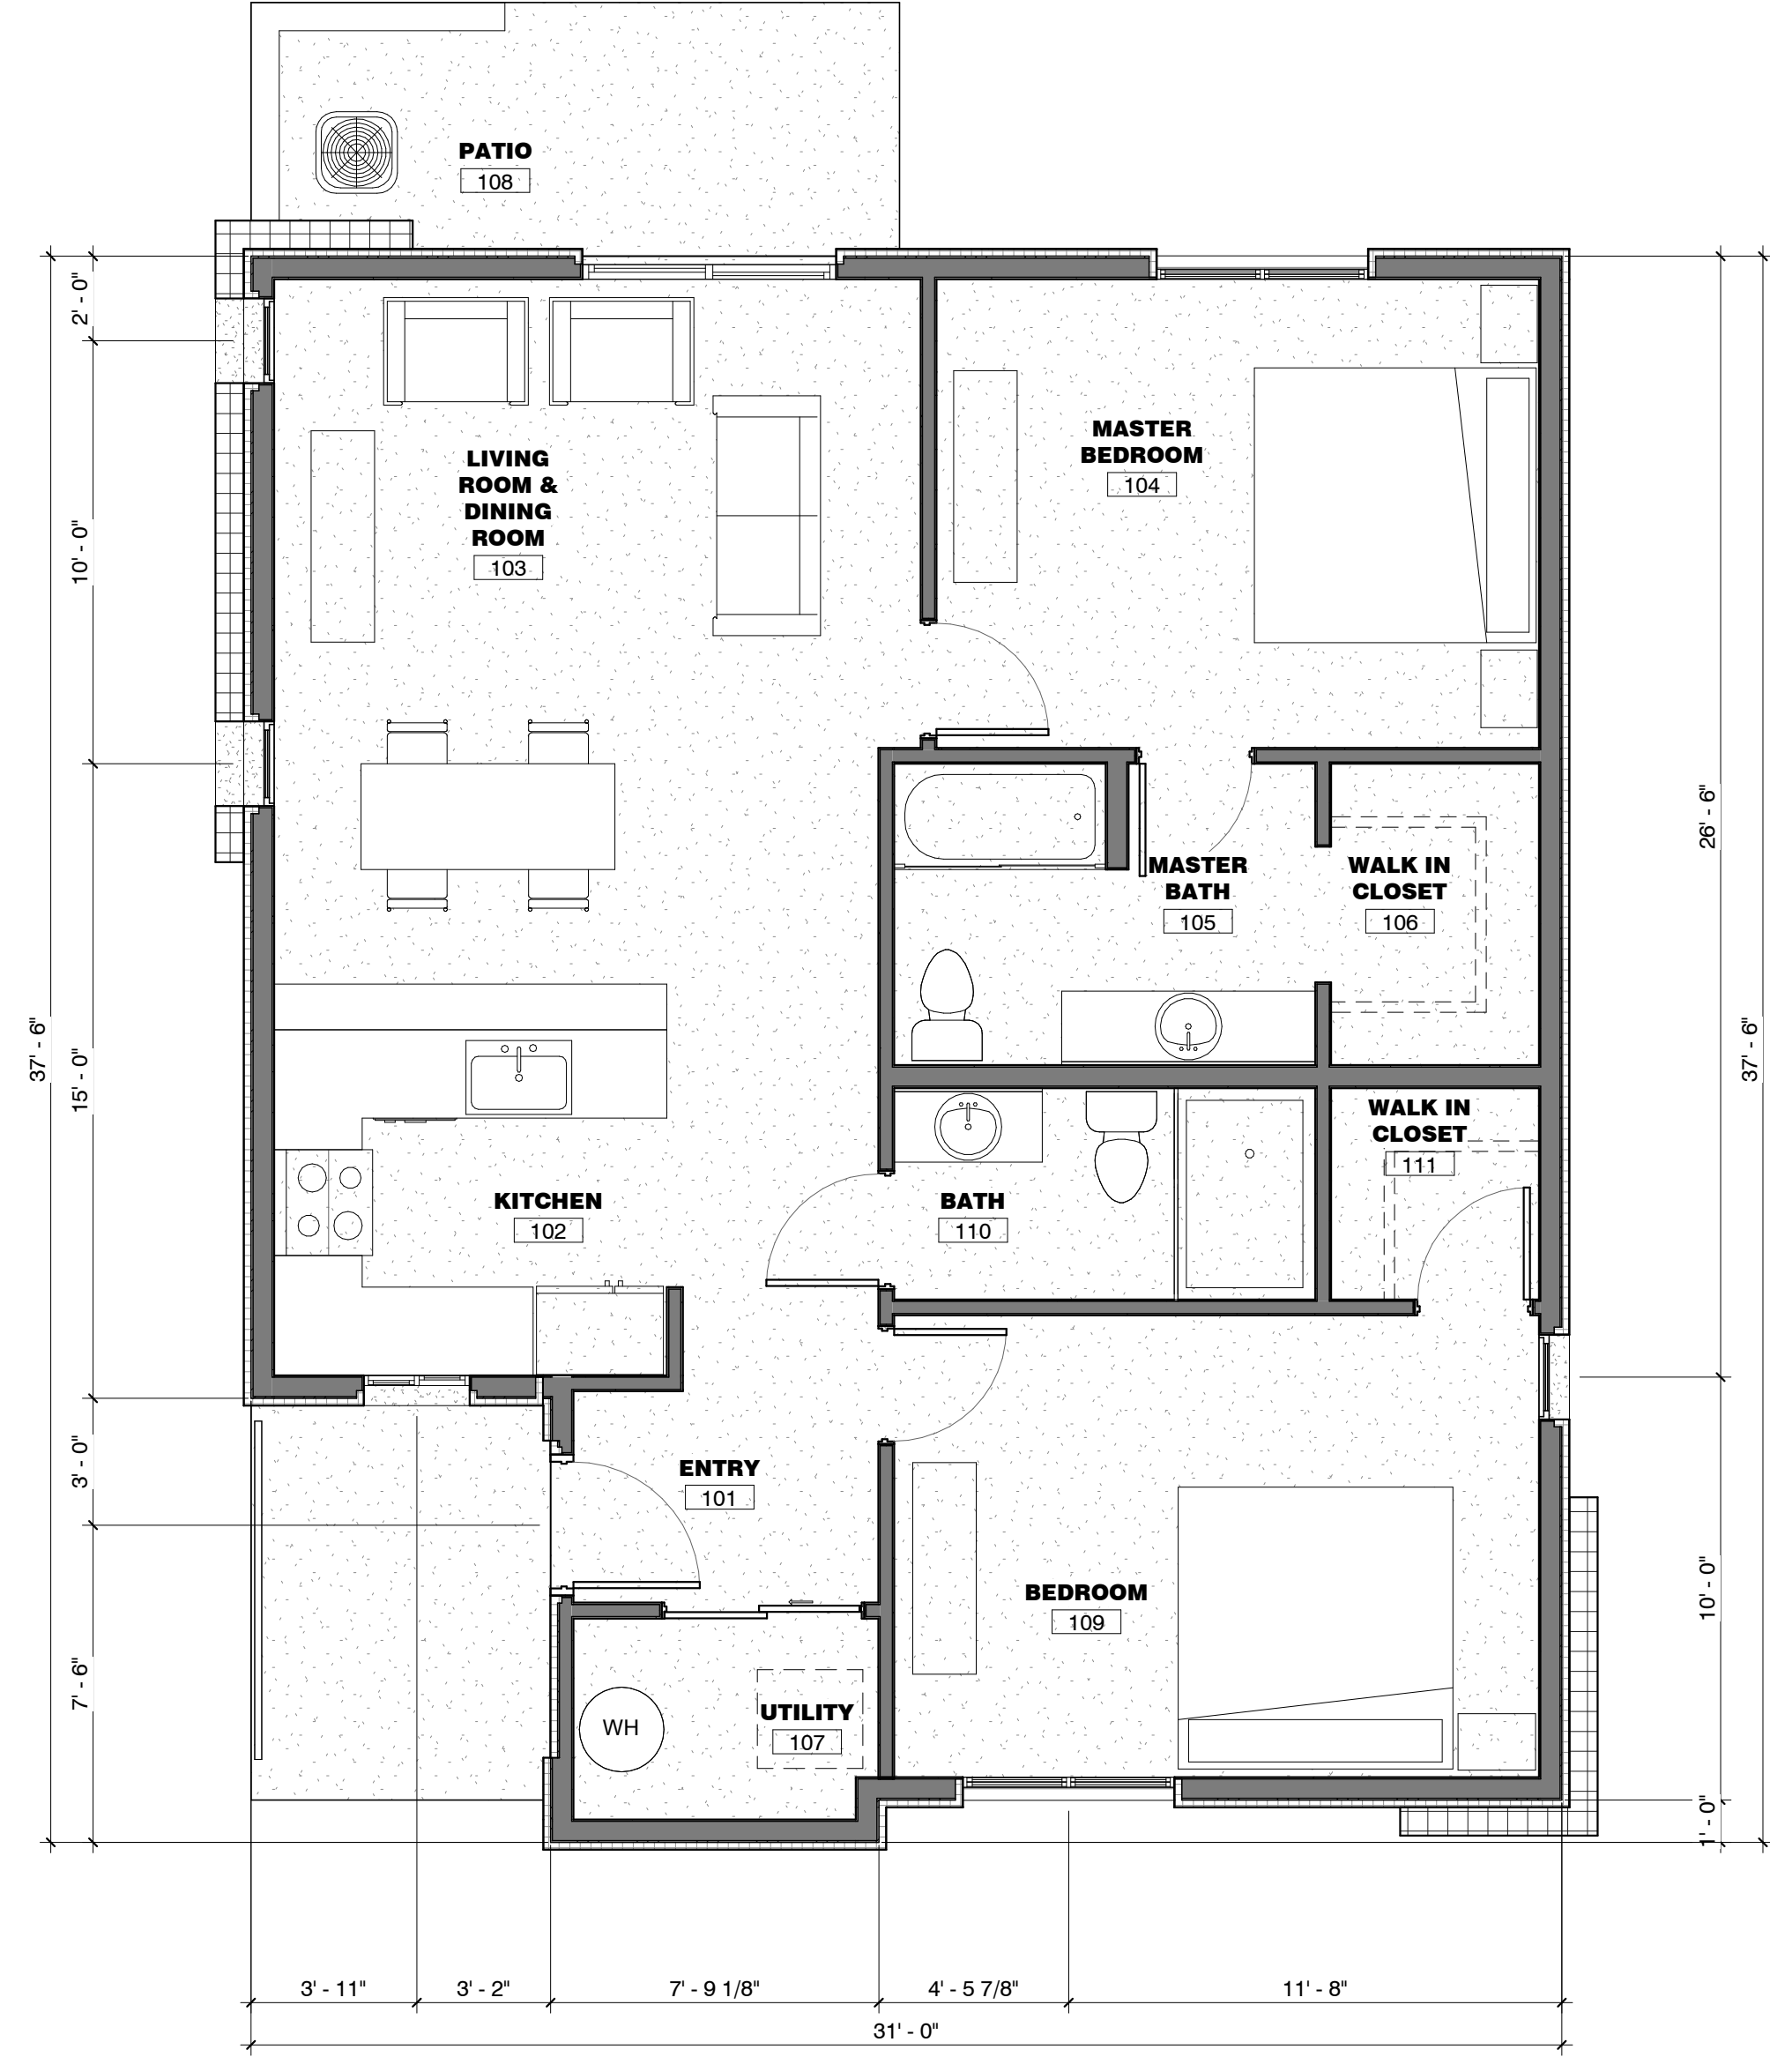 PATIO
108
2' - 0"
LIVING
ROOM &
DINING
ROOM
103
MASTER
BEDROOM
104
10' - 0"
26' - 6"
MASTER
BATH
105
WALK IN
CLOSET
106
37' - 6"
15' - 0"
37' - 6"
WALK IN
CLOSET
111
KITCHEN
102
BATH
110
3' - 0"
ENTRY
101
BEDROOM
109
10' - 0"
7' - 6"
WH
UTILITY
107
1' - 0"
3' - 11"
3' - 2"
7' - 9 1/8"
4' - 5 7/8"
11' - 8"
31' - 0"